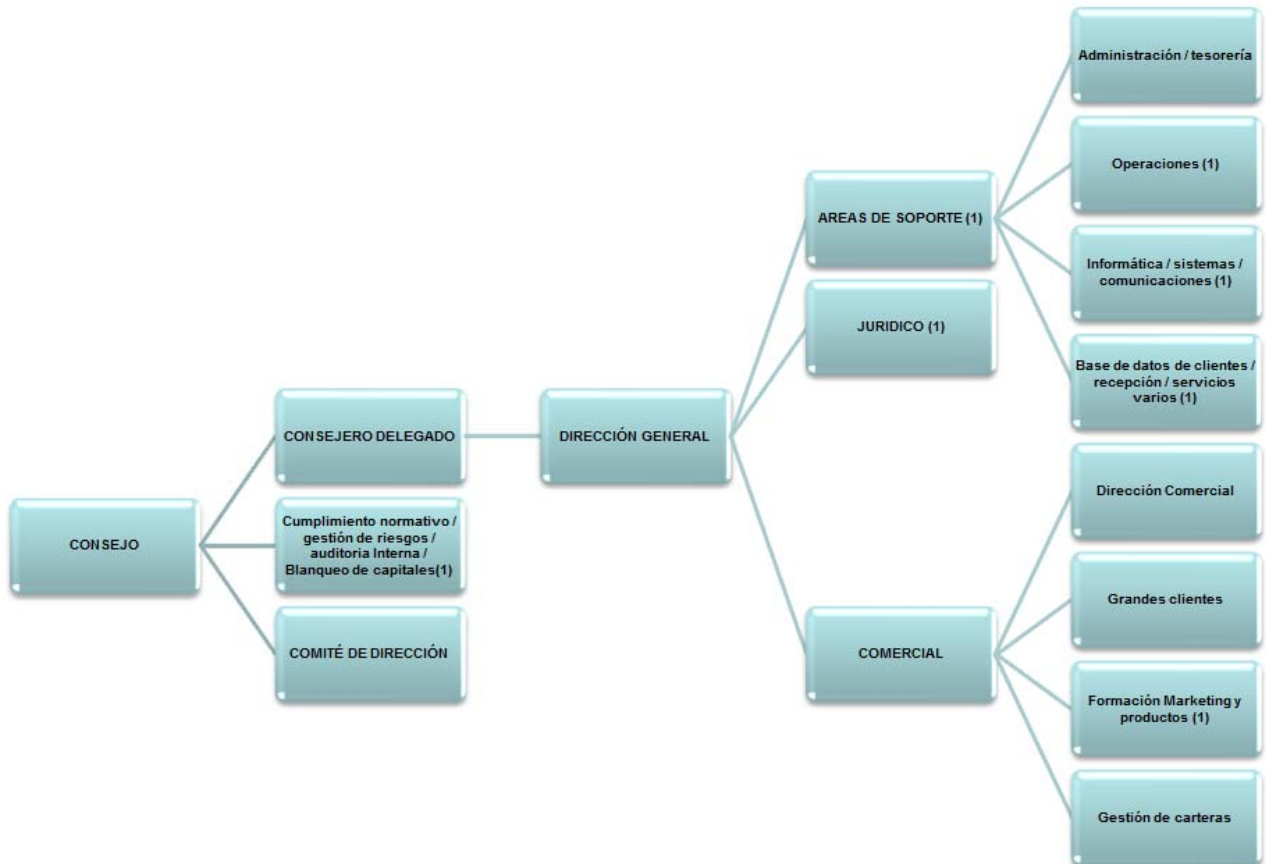 CONSEJO
CONSEJERO DELEGADO
Cumplimiento normativo /
gestión de riesgos /
auditoria Interna /
Blanqueo de capitales(1)
COMITÉ DE DIRECCIÓN
DIRECCIÓN GENERAL
AREAS DE SOPORTE (1)
JURIDICO (1)
COMERCIAL
Administración / tesorería
Operaciones (1)
Informática / sistemas /
comunicaciones (1)
Base de datos de clientes /
recepción / servicios
varios (1)
Dirección Comercial
Grandes clientes
Formación Marketing y
productos (1)
Gestión de carteras